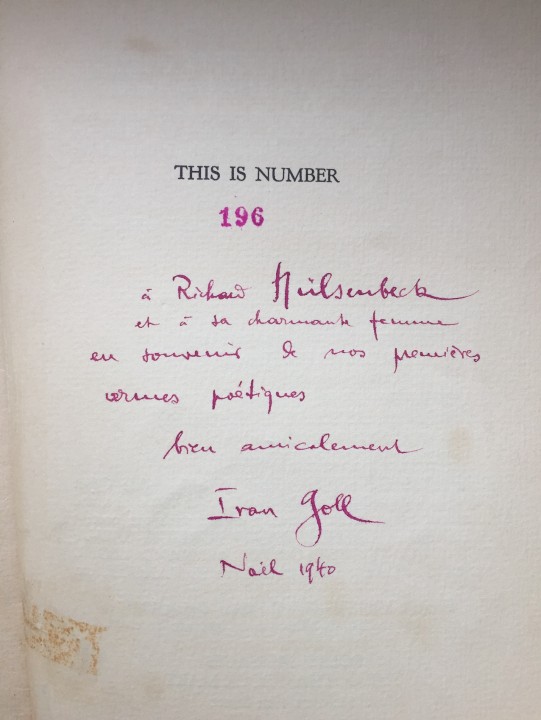 THIS IS NUMBER
196
à Richard Hülsenbeck
et à sa charmante femme
en souvenir de nos premières
armes poétiques
bien amicalement
Ivan Goll
Noël 1940